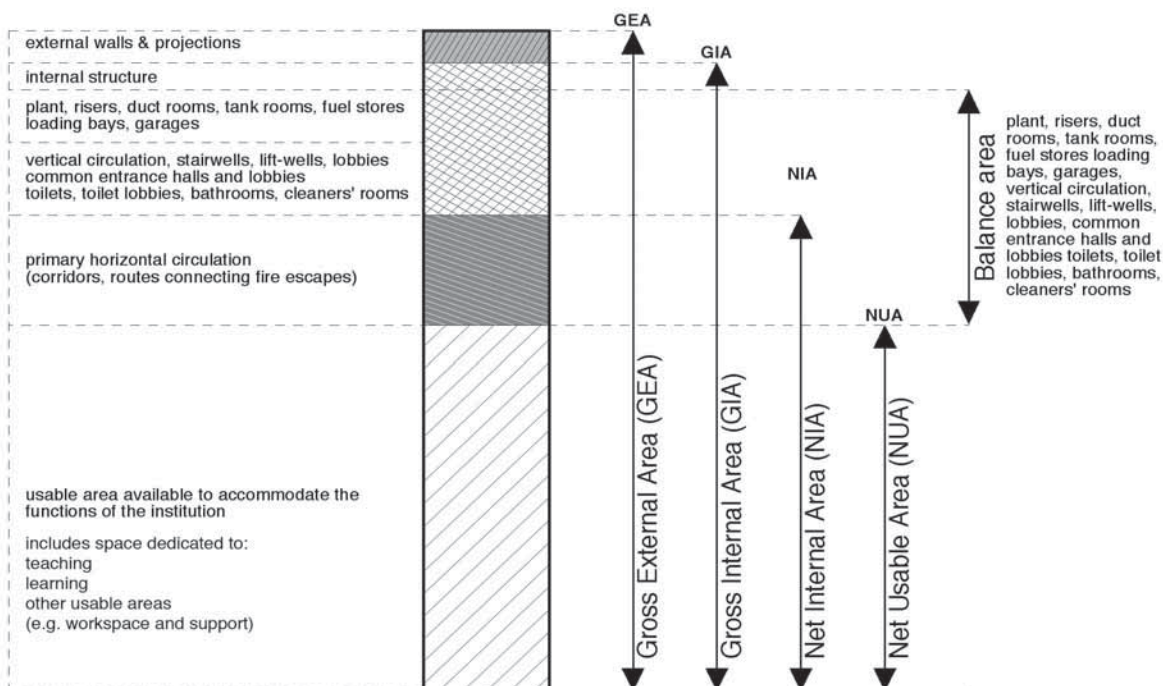 GEA
external walls & projections
GIA
internal structure
plant, risers, duct rooms, tank rooms, fuel stores
loading bays, garages
vertical circulation, stairwells, lift-wells, lobbies
common entrance halls and lobbies
toilets, toilet lobbies, bathrooms, cleaners' rooms
NIA
primary horizontal circulation
(corridors, routes connecting fire escapes)
NUA
usable area available to accommodate the
functions of the institution
includes space dedicated to:
teaching
learning
other usable areas
(e.g. workspace and support)
Gross External Area (GEA)
Gross Internal Area (GIA)
Net Internal Area (NIA)
Net Usable Area (NUA)
Balance area
plant, risers, duct
rooms, tank rooms,
fuel stores loading
bays, garages,
vertical circulation,
stairwells, lift-wells,
lobbies, common
entrance halls and
lobbies toilets, toilet
lobbies, bathrooms,
cleaners' rooms